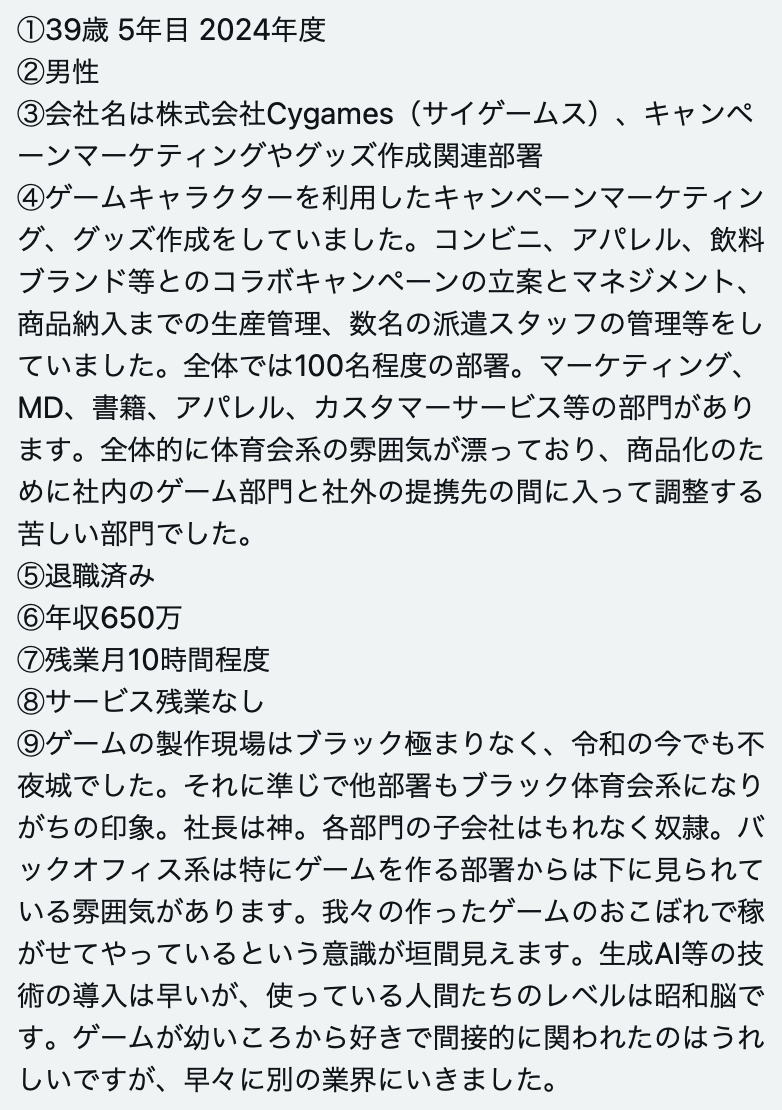 ①39歳 5年目 2024年度
②男性
③会社名は株式会社Cygames（サイゲームス）、キャンペ
ーンマーケティングやグッズ作成関連部署
④ゲームキャラクターを利用したキャンペーンマーケティン
グ、グッズ作成をしていました。コンビニ、アパレル、飲料
ブランド等とのコラボキャンペーンの立案とマネジメント、
商品納入までの生産管理、数名の派遣スタッフの管理等をし
ていました。全体では100名程度の部署。マーケティング、
MD、書籍、アパレル、カスタマーサービス等の部門があり
ます。全体的に体育会系の雰囲気が漂っており、商品化のた
めに社内のゲーム部門と社外の提携先の間に入って調整する
苦しい部門でした。
⑤退職済み
⑥年収650万
⑦残業月10時間程度
⑧サービス残業なし
⑨ゲームの製作現場はブラック極まりなく、令和の今でも不
夜城でした。それに準じで他部署もブラック体育会系になり
がちの印象。社長は神。各部門の子会社はもれなく奴隷。バ
ックオフィス系は特にゲームを作る部署からは下に見られて
いる雰囲気があります。我々の作ったゲームのおこぼれで稼
がせてやっているという意識が垣間見えます。生成AI等の技
術の導入は早いが、使っている人間たちのレベルは昭和脳で
す。ゲームが幼いころから好きで間接的に関われたのはうれ
しいですが、早々に別の業界にいきました。